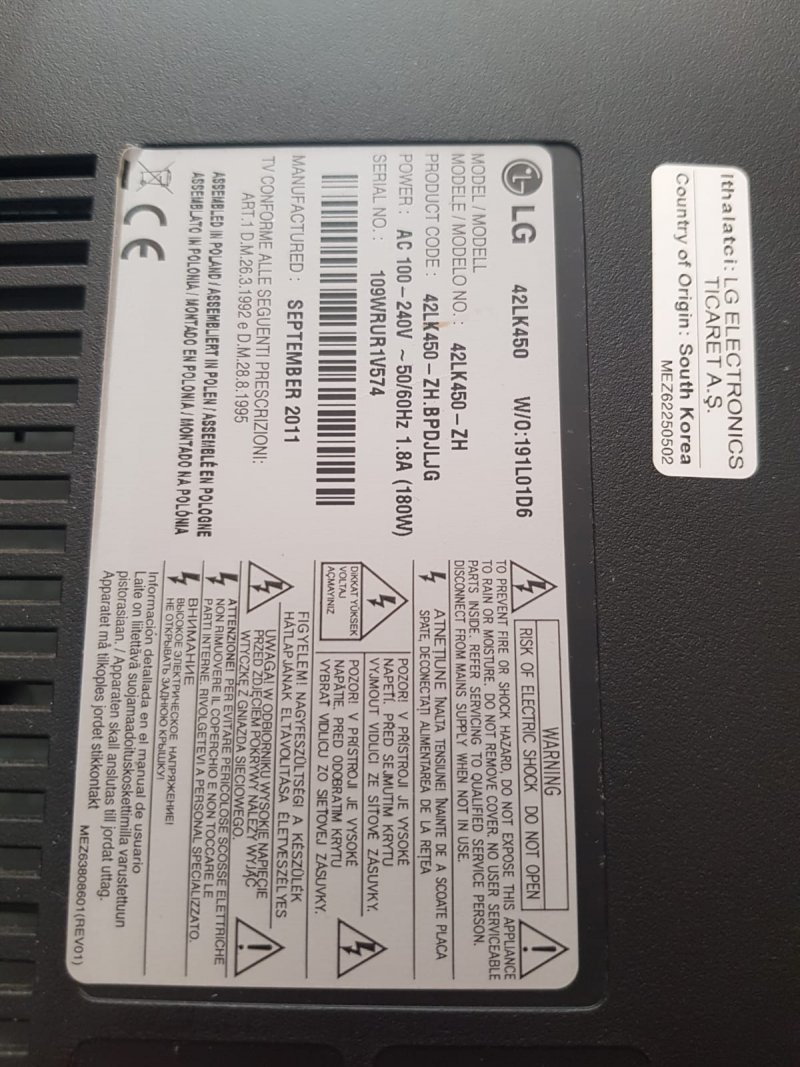 LG 42LK450 W/O:191L01D6
MODEL / MODELL
MODELE / MODELO NO. : 42LK450-ZH
PRODUCT CODE : 42LK450-ZH.BPDJLJG
POWER : AC 100-240V ~50/60Hz 1.8A (180W)
SERIAL NO. : 109WRUR1V574
MANUFACTURED : SEPTEMBER 2011
TV CONFORME ALLE SEGUENTI PRESCRIZIONI:
ART.1 D.M.26.3.1992 e D.M.28.8.1995
ASSEMBLED IN POLAND / ASSEMBLIERT IN POLEN / ASSEMBLÉ EN POLOGNE
ASSEMBLATO IN POLONIA / MONTADO EN POLONIA / MONTADO NA POLÓNIA
CE
WARNING
RISK OF ELECTRIC SHOCK DO NOT OPEN
TO PREVENT FIRE OR SHOCK HAZARD, DO NOT EXPOSE THIS APPLIANCE
TO RAIN OR MOISTURE. DO NOT REMOVE COVER. NO USER SERVICEABLE
PARTS INSIDE. REFER SERVICING TO QUALIFIED SERVICE PERSON.
DISCONNECT FROM MAINS SUPPLY WHEN NOT IN USE.
ATNEŢIUNE ÎNALTA TENSIUNE! ÎNAINTE DE A SCOATE PLACA
SPATE, DECONECTAŢI ALIMENTAREA DE LA REŢEA
DIKKAT YÜKSEK
VOLTAJ
AÇMAYINIZ
POZOR! V PŘÍSTROJI JE VYSOKÉ
NAPĚTÍ. PŘED SEJMUTÍM KRYTU
VYJMOUT VIDLICI ZE SÍŤOVÉ ZÁSUVKY.
POZOR! V PRÍSTROJI JE VYSOKÉ
NAPÄTIE. PRED ODOBRATÍM KRYTU
VYBRAŤ VIDLICU ZO SIEŤOVEJ ZÁSUVKY.
FIGYELEM! NAGYFESZÜLTSÉG! A KÉSZÜLÉK
HÁTLAPJÁNAK ELTÁVOLITÁSA ÉLETVESZÉLYES
UWAGA! W ODBIORNIKU WYSOKIE NAPIĘCIE
PRZED ZDJĘCIEM POKRYWY NALEŻY WYJĄĆ
WTYCZKĘ Z GNIAZDA SIECIOWEGO.
ATTENZIONE! PER EVITARE PERICOLOSE SCOSSE ELETTRICHE
NON RIMUOVERE IL COPERCHIO E NON TOCCARE LE
PARTI INTERNE. RIVOLGETEVI A PERSONAL SPECIALIZZATO.
ВНИМАНИЕ
ВЫСОКОЕ ЭЛЕКТРИЧЕСКОЕ НАПРЯЖЕНИЕ!
НЕ ОТКРЫВАТЬ ЗАДНЮЮ КРЫШКУ!
Información detallada en el manual de usuario
Laite on liitettävä suojamaadoituskoskettimilla varustettuun
pistorasiaan. / Apparaten skall anslutas till jordat uttag.
Apparatet må tilkoples jordet stikkontakt
MEZ63808601(REV01)
Ithalatci: LG ELECTRONICS
TICARET A.Ş.
Country of Origin: South Korea
MEZ62250502